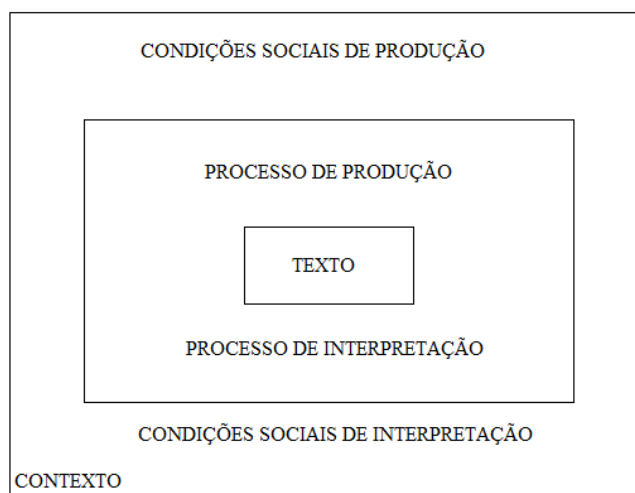 CONDIÇÕES SOCIAIS DE PRODUÇÃO
PROCESSO DE PRODUÇÃO
TEXTO
PROCESSO DE INTERPRETAÇÃO
CONDIÇÕES SOCIAIS DE INTERPRETAÇÃO
CONTEXTO